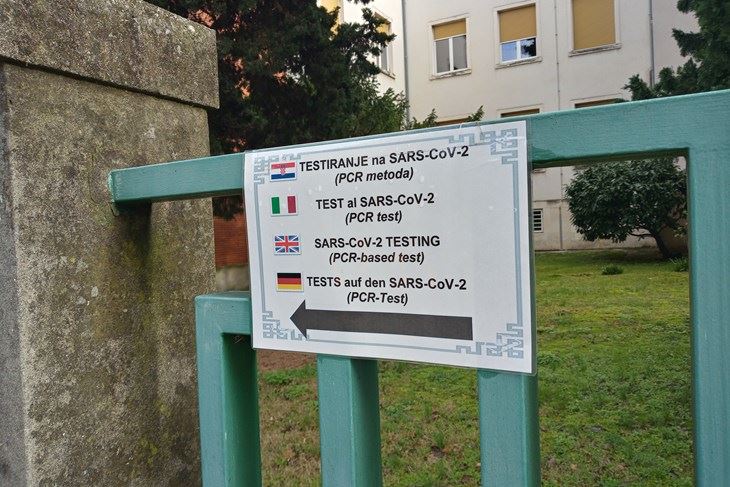 TESTIRANJE na SARS-CoV-2
(PCR metoda)
TEST al SARS-CoV-2
(PCR test)
SARS-CoV-2 TESTING
(PCR-based test)
TESTS auf den SARS-CoV-2
(PCR-Test)